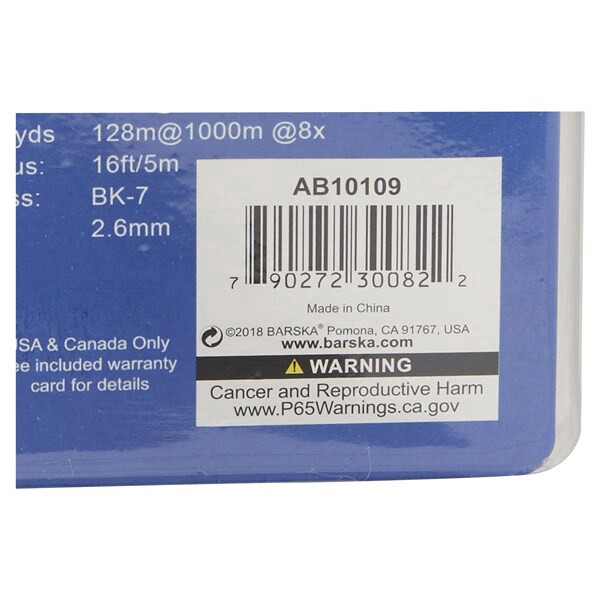 yds 128m@1000m @8x
us: 16ft/5m
ss: BK-7
2.6mm
USA & Canada Only
ee included warranty
card for details
AB10109
7 90272 30082 2
Made in China
©2018 BARSKA® Pomona, CA 91767, USA
www.barska.com
WARNING
Cancer and Reproductive Harm
www.P65Warnings.ca.gov